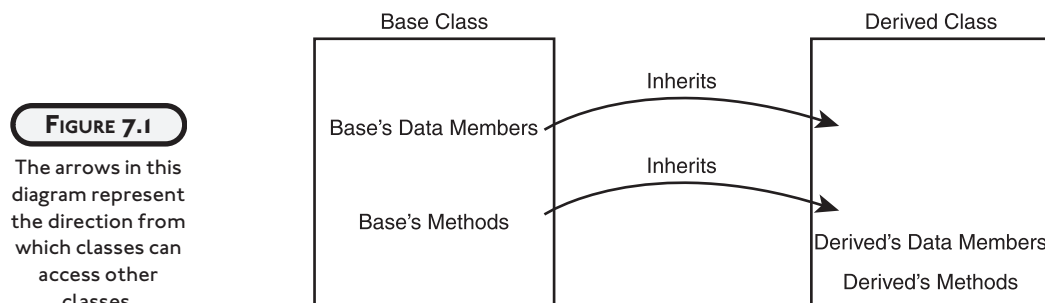 Base Class
Derived Class
Inherits
FIGURE 7.1
Base's Data Members
The arrows in this
diagram represent
the direction from
which classes can
access other
classes.
Inherits
Base's Methods
Derived's Data Members
Derived's Methods